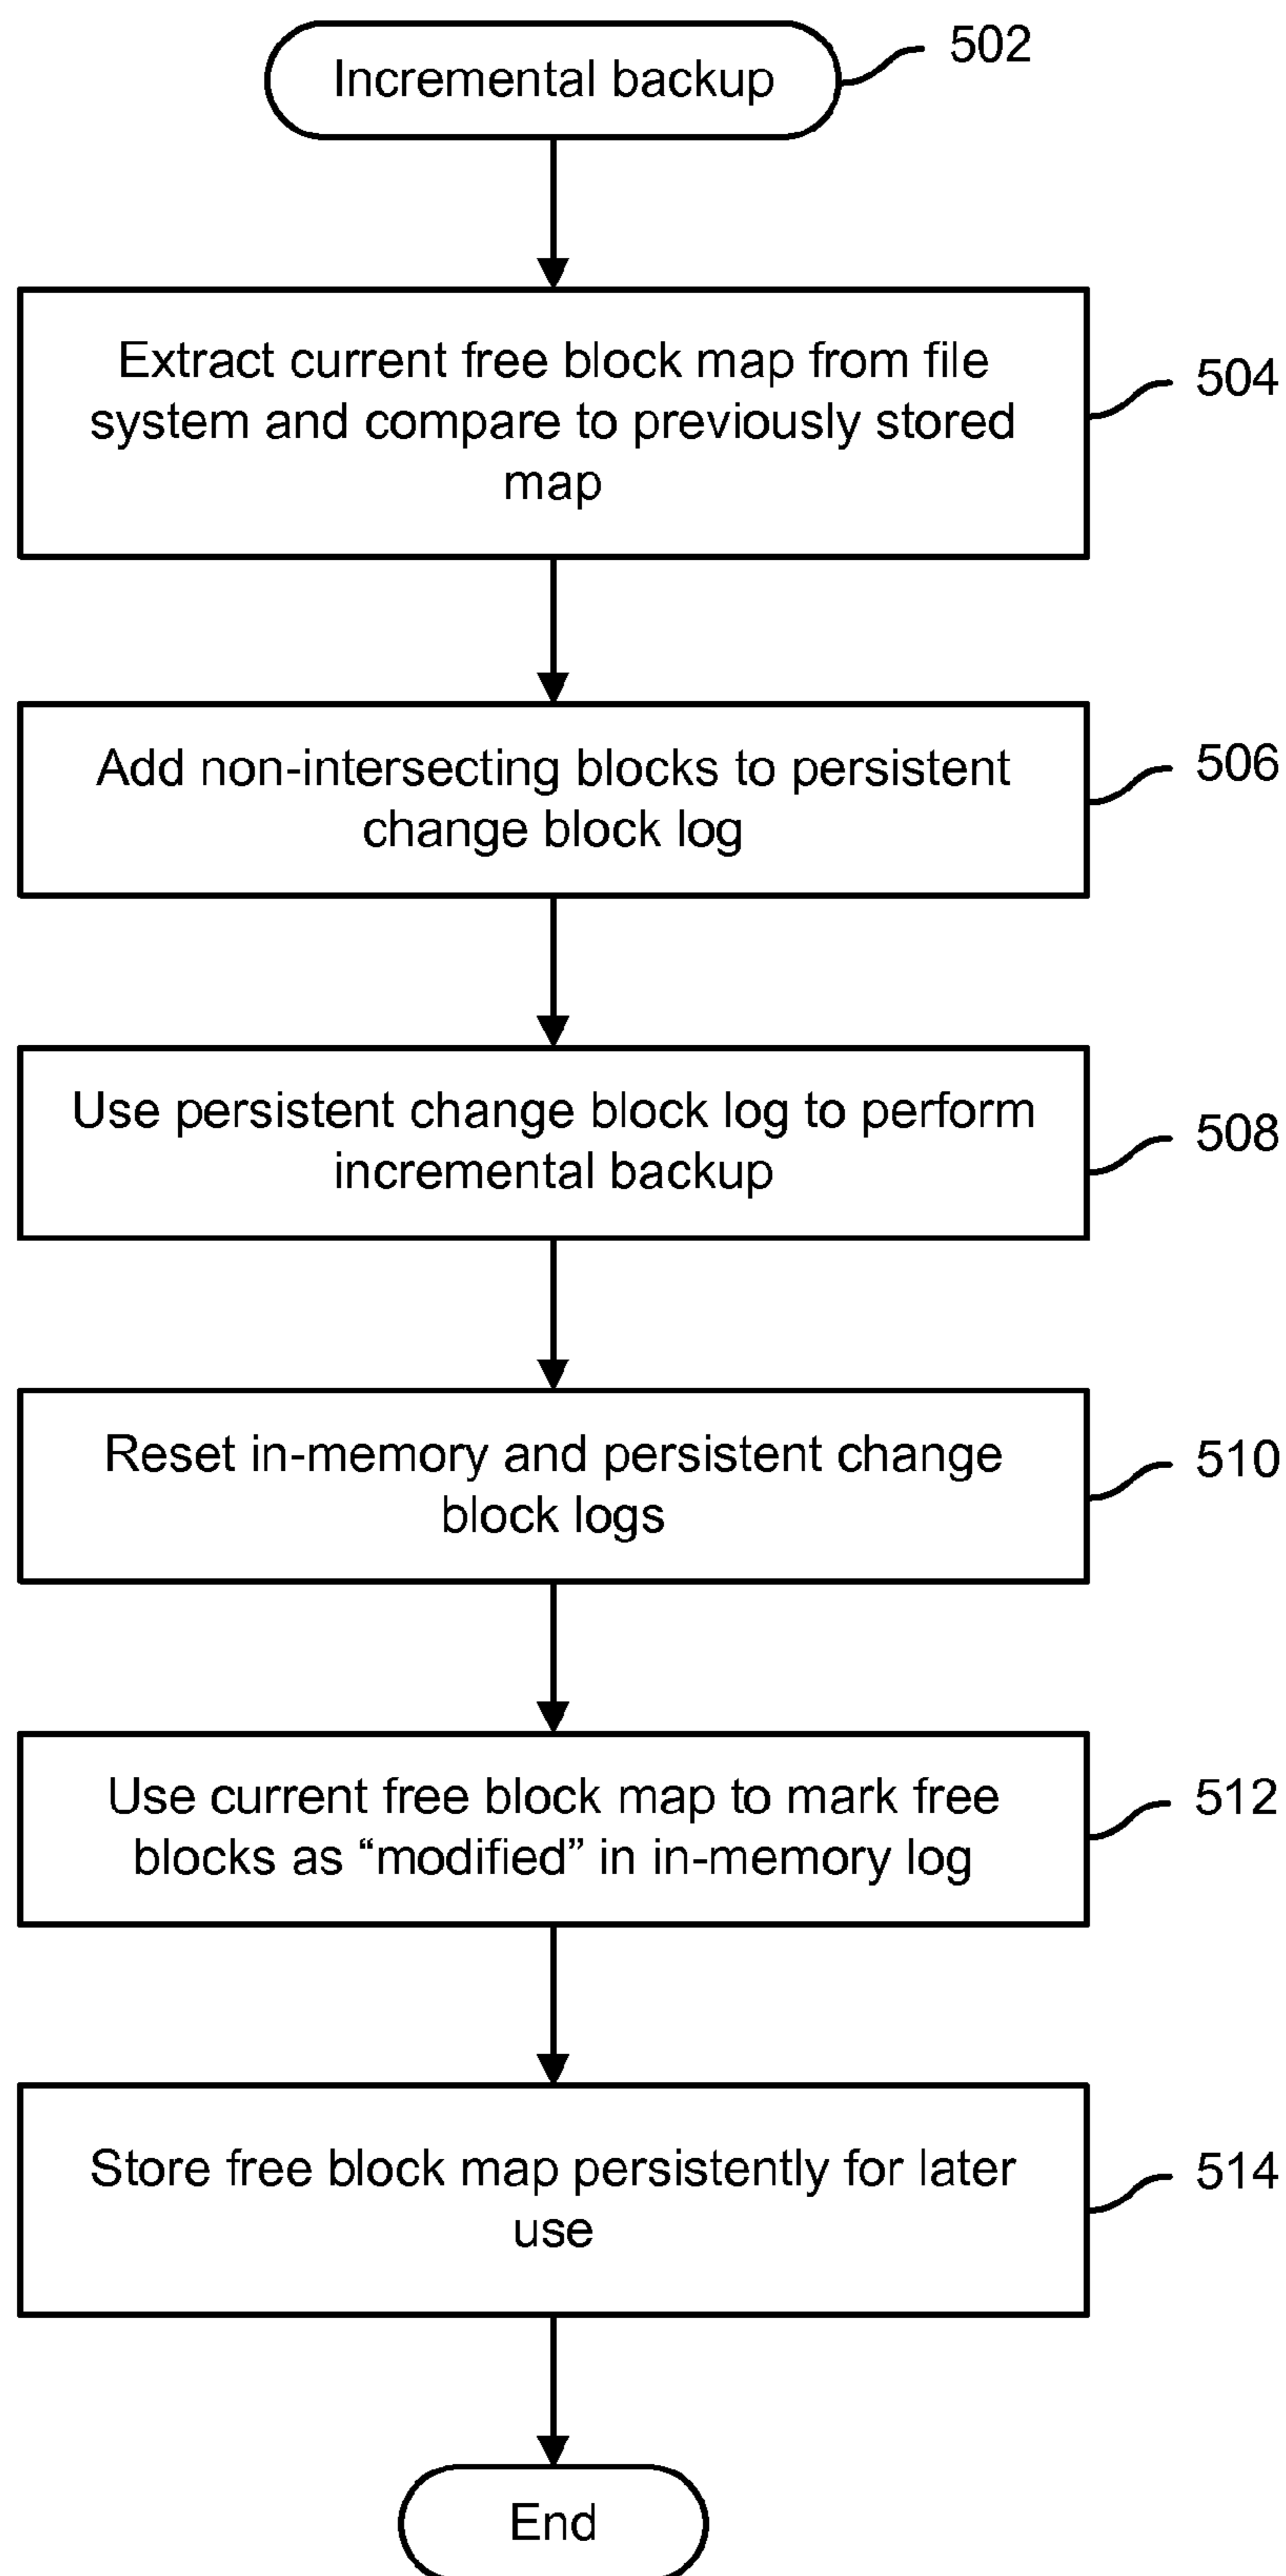 Incremental backup
502
Extract current free block map from file
system and compare to previously stored
map
504
Add non-intersecting blocks to persistent
change block log
506
Use persistent change block log to perform
incremental backup
508
Reset in-memory and persistent change
block logs
510
Use current free block map to mark free
blocks as “modified” in in-memory log
512
Store free block map persistently for later
use
514
End